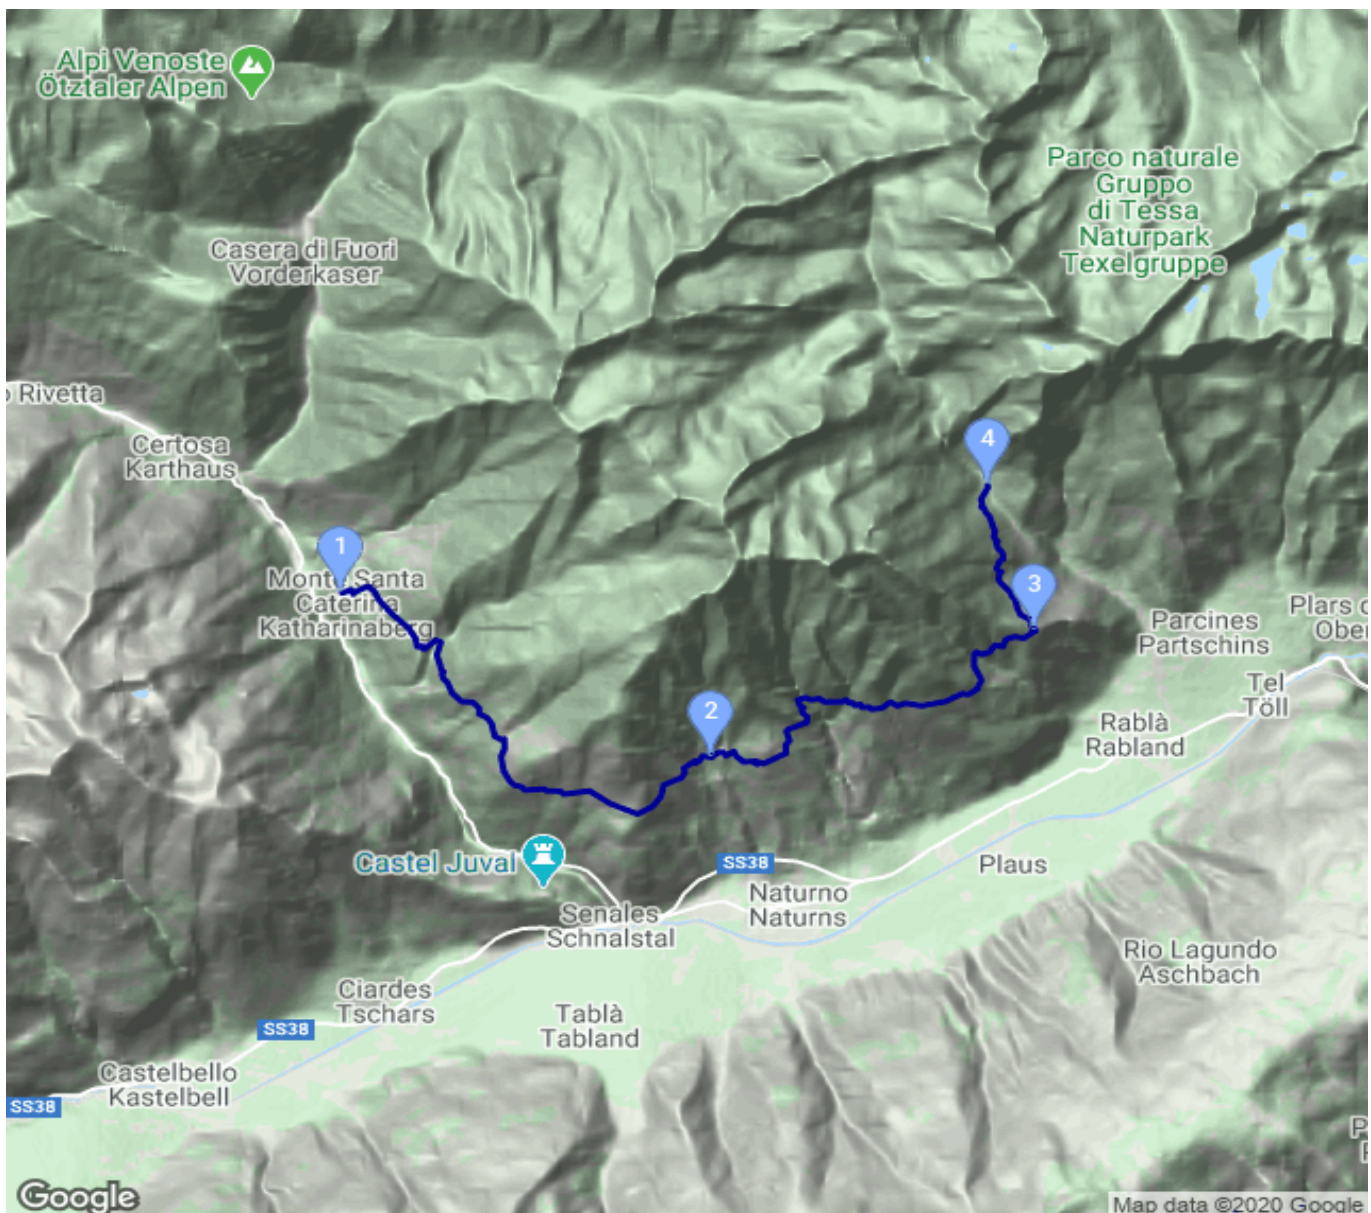 Alpi Venoste
Ötztaler Alpen
Parco naturale
Gruppo
di Tessa
Naturpark
Texelgruppe
Casera di Fuori
Vorderkaser
Rivetta
Certosa
Karthaus
4
1
Monte Santa
Caterina
Katharinaberg
3
Plars
Parcines
Partschins
Tel
Töll
2
Rablà
Rabland
Castel Juval
SS38
Plaus
Naturno
Naturns
Senales
Schnalstal
Rio Lagundo
Aschbach
Ciardes
Tschars
Tablà
Tabland
SS38
Castelbello
Kastelbell
SS38
Google
Map data ©2020 Google